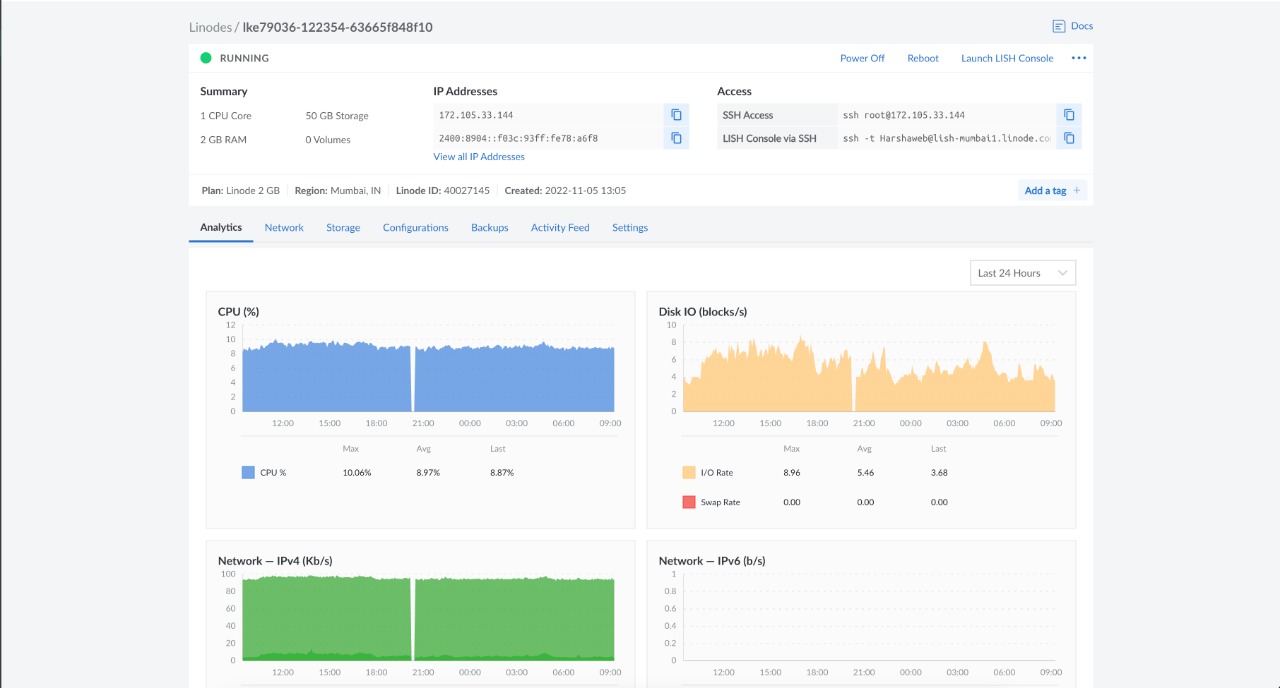 Linodes / lke79036-122354-63665f848f10
Docs
RUNNING
Power Off Reboot Launch LISH Console •••
Summary
1 CPU Core 50 GB Storage
2 GB RAM 0 Volumes
IP Addresses
172.105.33.144
2400:8904::f03c:93ff:fe78:a6f8
View all IP Addresses
Access
SSH Access ssh root@172.105.33.144
LISH Console via SSH ssh -t Harshaweb@lish-mumbai1.linode.co
Plan: Linode 2 GB Region: Mumbai, IN Linode ID: 40027145 Created: 2022-11-05 13:05
Add a tag +
Analytics Network Storage Configurations Backups Activity Feed Settings
Last 24 Hours
CPU (%)
12
10
8
6
4
2
0
12:00 15:00 18:00 21:00 00:00 03:00 06:00 09:00
Max Avg Last
CPU % 10.06% 8.97% 8.87%
Disk IO (blocks/s)
10
8
6
4
2
0
12:00 15:00 18:00 21:00 00:00 03:00 06:00 09:00
Max Avg Last
I/O Rate 8.96 5.46 3.68
Swap Rate 0.00 0.00 0.00
Network — IPv4 (Kb/s)
100
80
60
40
20
0
12:00 15:00 18:00 21:00 00:00 03:00 06:00 09:00
Network — IPv6 (b/s)
1
0.8
0.6
0.4
0.2
0
12:00 15:00 18:00 21:00 00:00 03:00 06:00 09:00